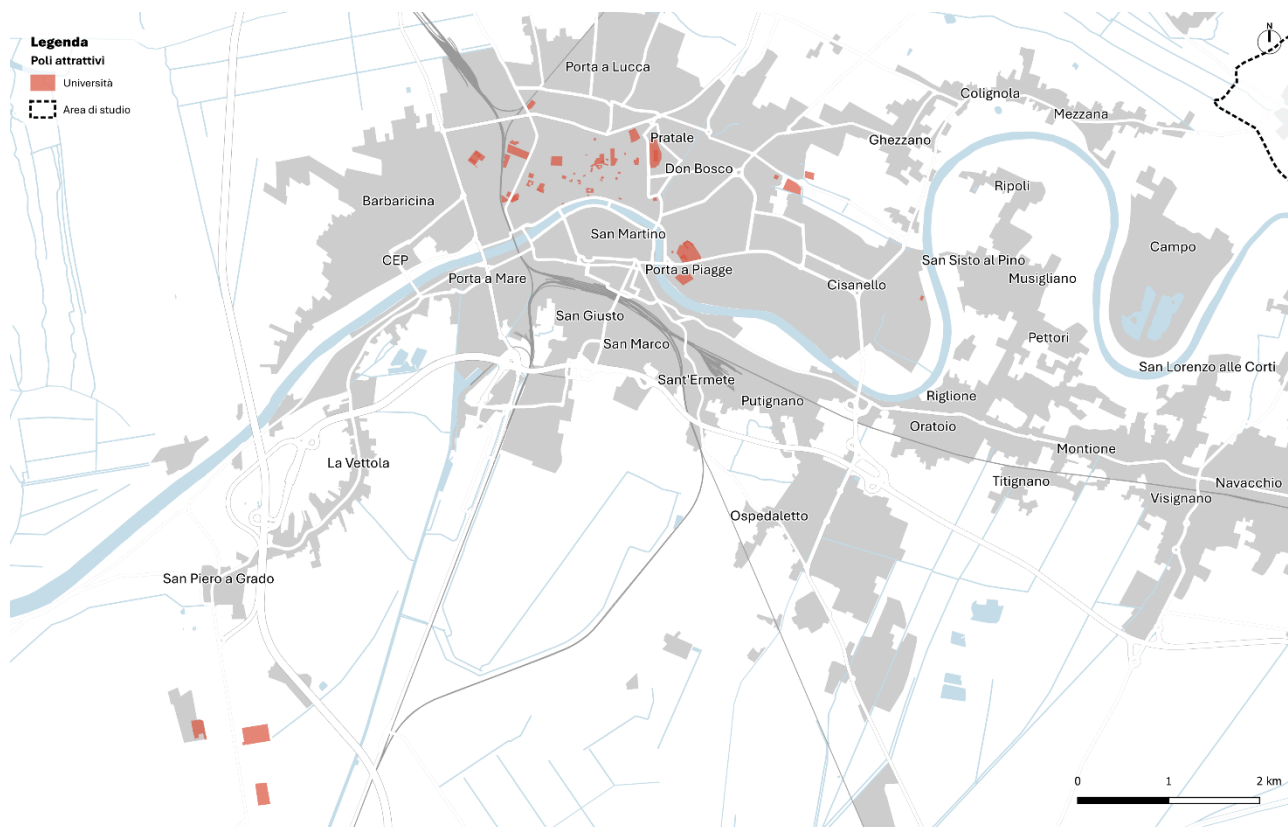 Legenda
Poli attrattivi
Università
Area di studio
N
Porta a Lucca
Colignola
Mezzana
Ghezzano
Pratale
Don Bosco
Ripoli
Barbaricina
San Martino
Campo
CEP
San Sisto al Pino
Porta a Piagge
Porta a Mare
Musigliano
Cisanello
San Giusto
Pettori
San Marco
San Lorenzo alle Corti
Sant'Ermete
Riglione
Putignano
Oratoio
Montione
La Vettola
Titignano
Navacchio
Visignano
Ospedaletto
San Piero a Grado
0 1 2 km